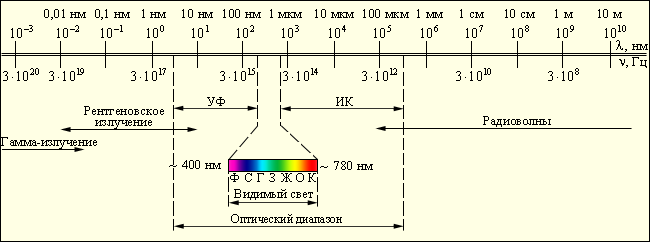 0,01 нм 0,1 нм 10 нм 100 нм 1 мкм 10 мкм 100 мкм 1 мм 1 см 10 см 1 м 10 м
10⁻³ 10⁻² 10⁻¹ 10⁰ 10¹ 10² 10³ 10⁴ 10⁵ 10⁶ 10⁷ 10⁸ 10⁹ 10¹⁰
λ, нм
ν, Гц
3·10²⁰ 3·10¹⁹ 3·10¹⁷ 3·10¹⁵ 3·10¹⁴ 3·10¹² 3·10¹⁰ 3·10⁸
УФ ИК
Рентгеновское
излучение
Радиоволны
Гамма-излучение
~ 400 нм ~ 780 нм
Ф С Г З Ж О К
Видимый свет
Оптический диапазон